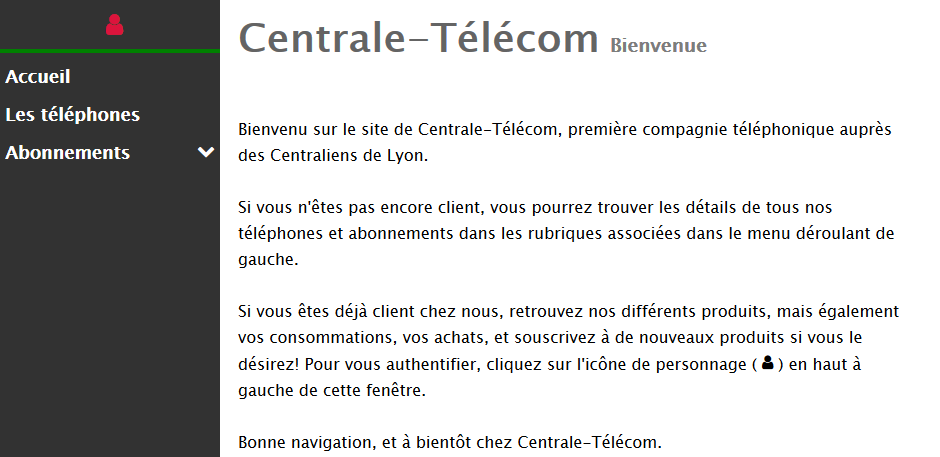 Centrale-Télécom Bienvenue
Accueil
Les téléphones
Abonnements
Bienvenu sur le site de Centrale-Télécom, première compagnie téléphonique auprès
des Centraliens de Lyon.
Si vous n'êtes pas encore client, vous pourrez trouver les détails de tous nos
téléphones et abonnements dans les rubriques associées dans le menu déroulant de
gauche.
Si vous êtes déjà client chez nous, retrouvez nos différents produits, mais également
vos consommations, vos achats, et souscrivez à de nouveaux produits si vous le
désirez! Pour vous authentifier, cliquez sur l'icône de personnage ( ) en haut à
gauche de cette fenêtre.
Bonne navigation, et à bientôt chez Centrale-Télécom.